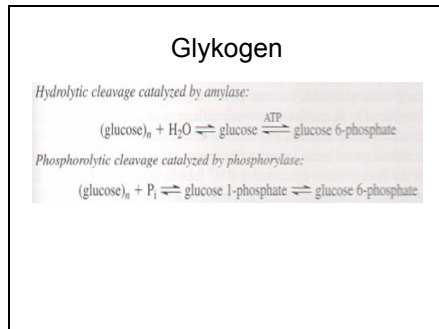 Glykogen
Hydrolytic cleavage catalyzed by amylase:
ATP
(glucose)n + H2O ⇌ glucose ⇌ glucose 6-phosphate
Phosphorolytic cleavage catalyzed by phosphorylase:
(glucose)n + Pi ⇌ glucose 1-phosphate ⇌ glucose 6-phosphate